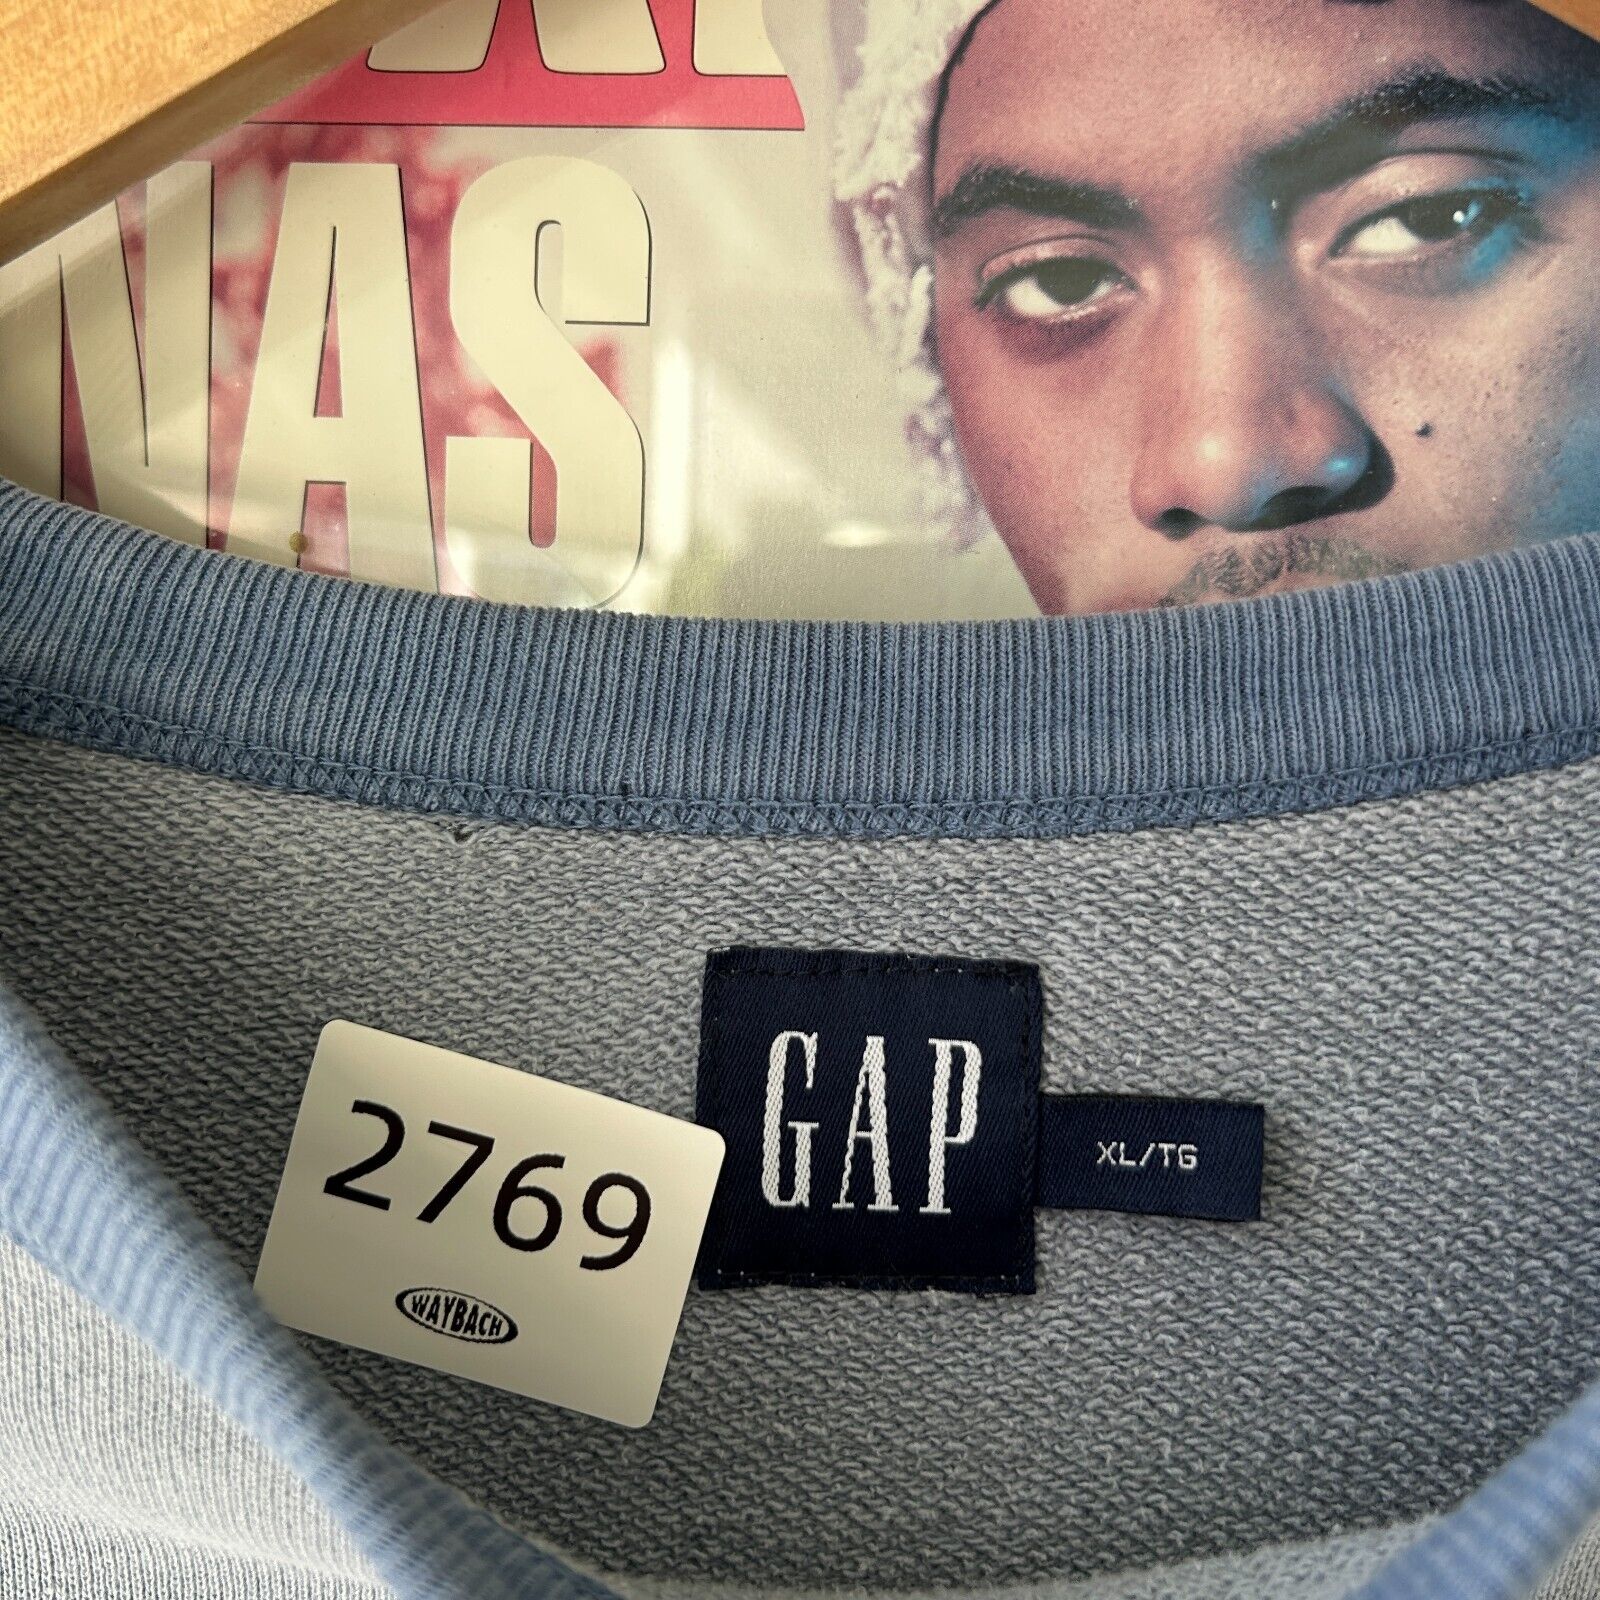 NAS
GAP
XL/TG
2769
WAYBACH